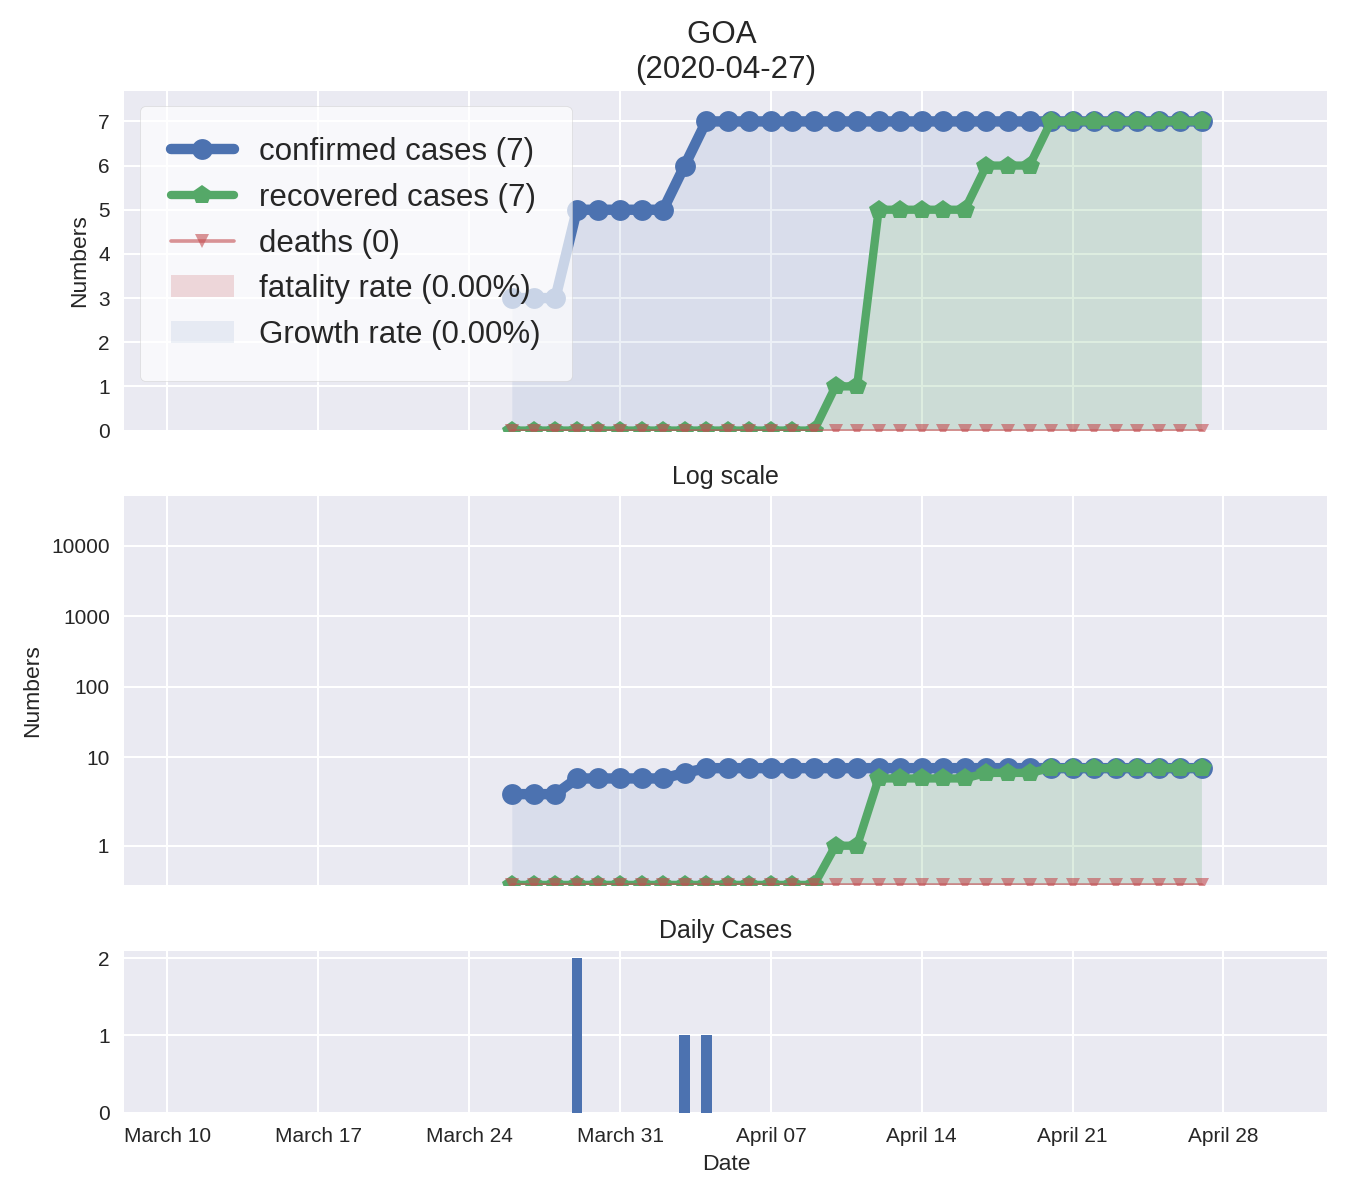 GOA
(2020-04-27)
7
6
5
4
3
2
1
0
Numbers
confirmed cases (7)
recovered cases (7)
deaths (0)
fatality rate (0.00%)
Growth rate (0.00%)
Log scale
10000
1000
100
10
1
Numbers
Daily Cases
2
1
0
March 10 March 17 March 24 March 31 April 07 April 14 April 21 April 28
Date